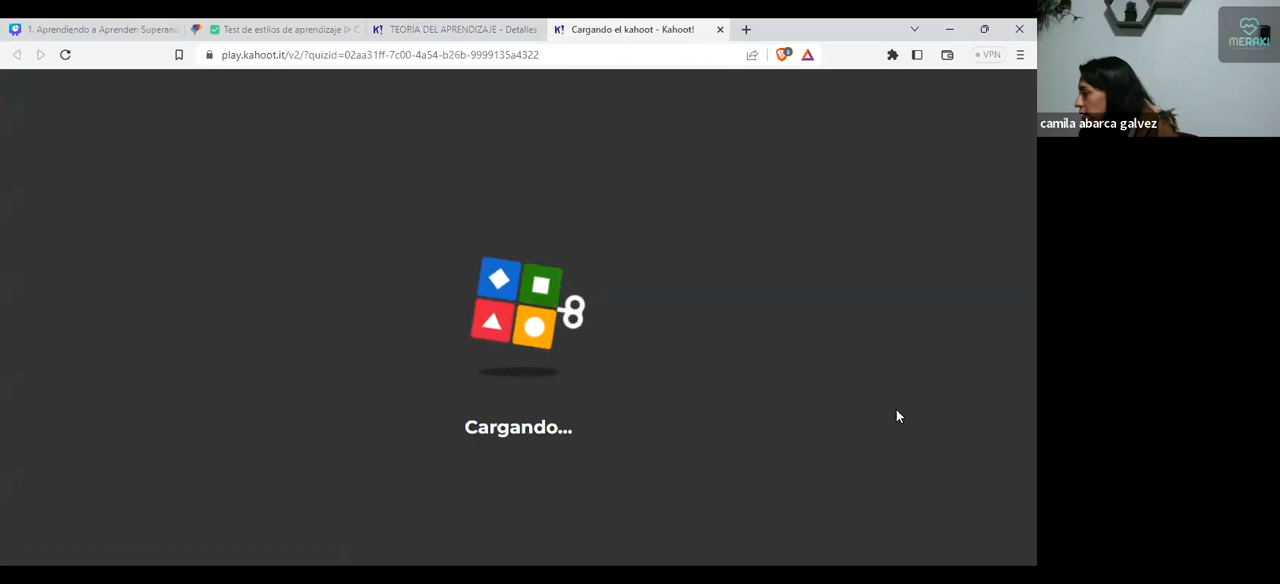 1. Aprendiendo a Aprender: Superand
Test de estilos de aprendizaje ▷ C
TEORÍA DEL APRENDIZAJE - Detalles
Cargando el kahoot - Kahoot!
play.kahoot.it/v2/?quizid=02aa31ff-7c00-4a54-b26b-9999135a4322
VPN
MERAKI
camila abarca galvez
Cargando...